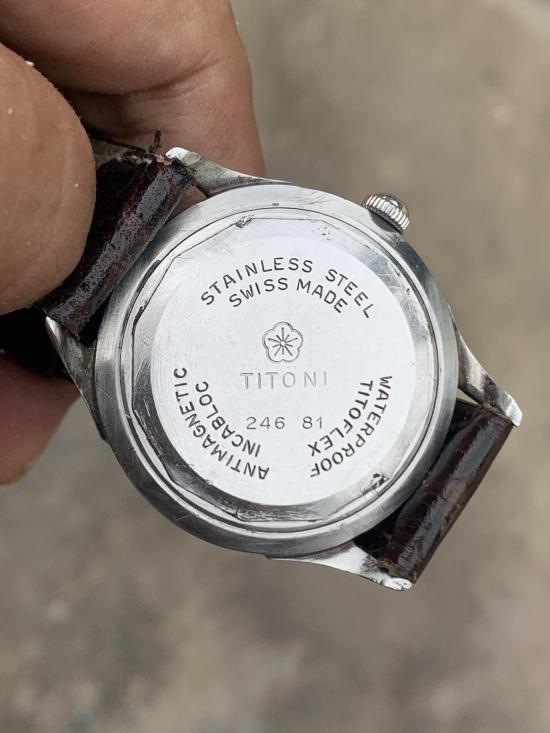 STAINLESS STEEL
SWISS MADE
TITONI
246 81
ANTIMAGNETIC
INCABLOC
WATERPROOF
TITOFLEX